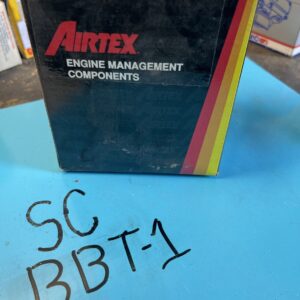 AIRTEX
ENGINE MANAGEMENT
COMPONENTS
SC
BBT-1